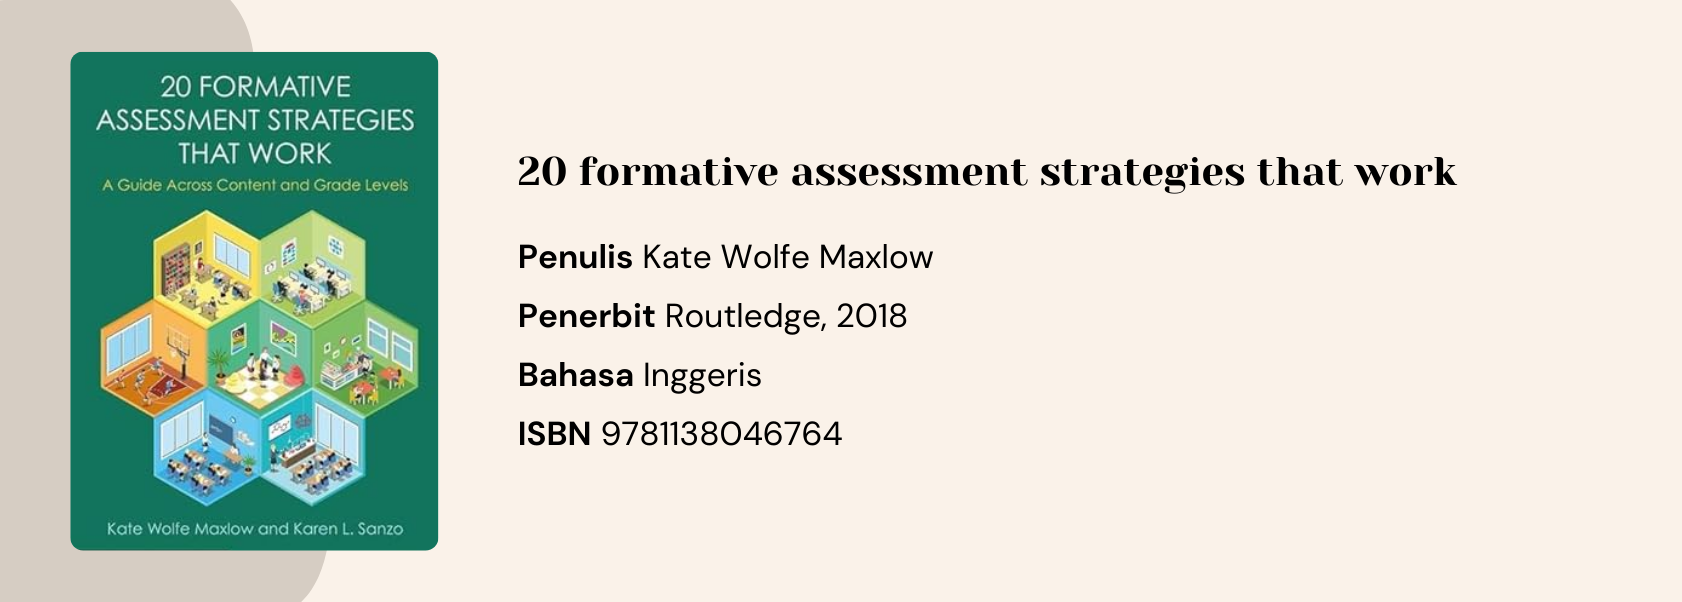 20 FORMATIVE
ASSESSMENT STRATEGIES
THAT WORK
A Guide Across Content and Grade Levels
Kate Wolfe Maxlow and Karen L. Sanzo
20 formative assessment strategies that work
Penulis Kate Wolfe Maxlow
Penerbit Routledge, 2018
Bahasa Inggeris
ISBN 9781138046764